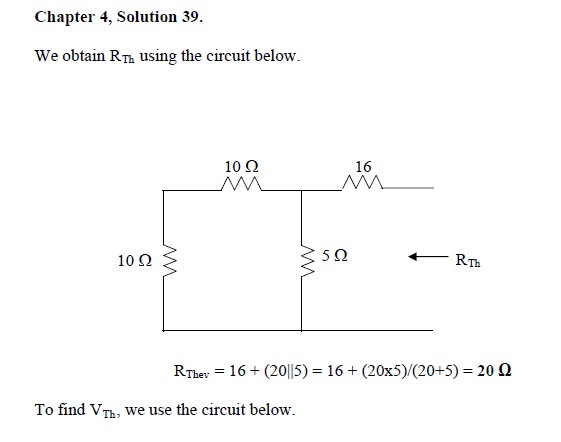 Chapter 4, Solution 39.
We obtain RTh using the circuit below.
10 Ω 16
10 Ω 5 Ω RTh
RThev = 16 + (20||5) = 16 + (20x5)/(20+5) = 20 Ω
To find VTh, we use the circuit below.